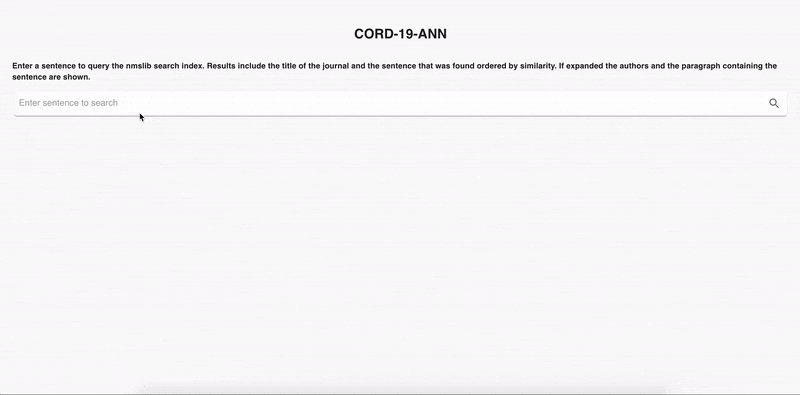 CORD-19-ANN
Enter a sentence to query the nmslib search index. Results include the title of the journal and the sentence that was found ordered by similarity. If expanded the authors and the paragraph containing the
sentence are shown.
Enter sentence to search